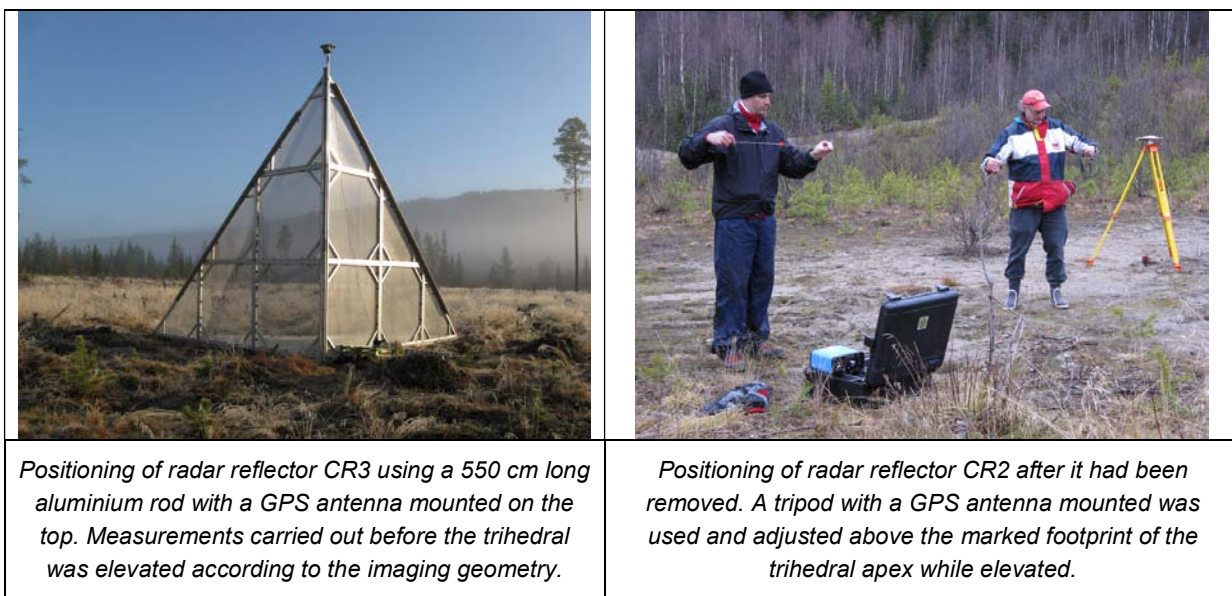 Positioning of radar reflector CR3 using a 550 cm long
aluminium rod with a GPS antenna mounted on the
top. Measurements carried out before the trihedral
was elevated according to the imaging geometry.
Positioning of radar reflector CR2 after it had been
removed. A tripod with a GPS antenna mounted was
used and adjusted above the marked footprint of the
trihedral apex while elevated.